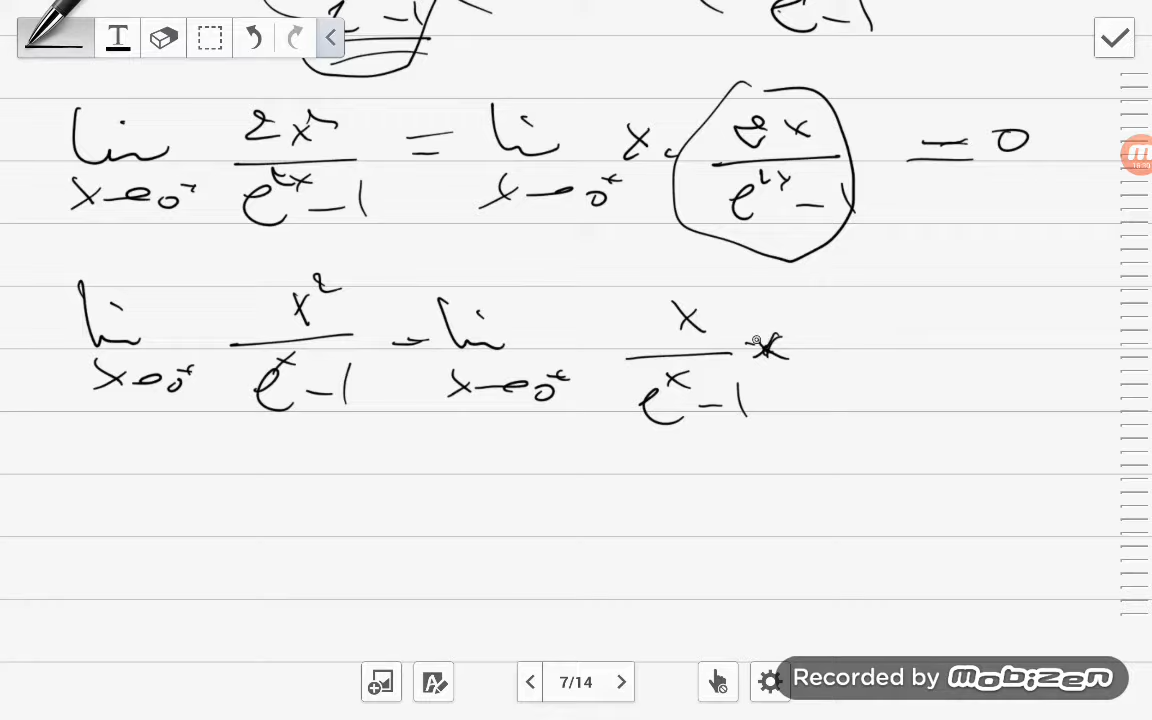 e - 1
T
lim x→0⁺ 2x² / (e^{2x} - 1) = lim x→0⁺ x · 2x / (e^{2x} - 1) = 0
lim x→0⁺ x² / (e^x - 1) = lim x→0⁺ x / (e^x - 1) · x
7/14
Recorded by mobizen